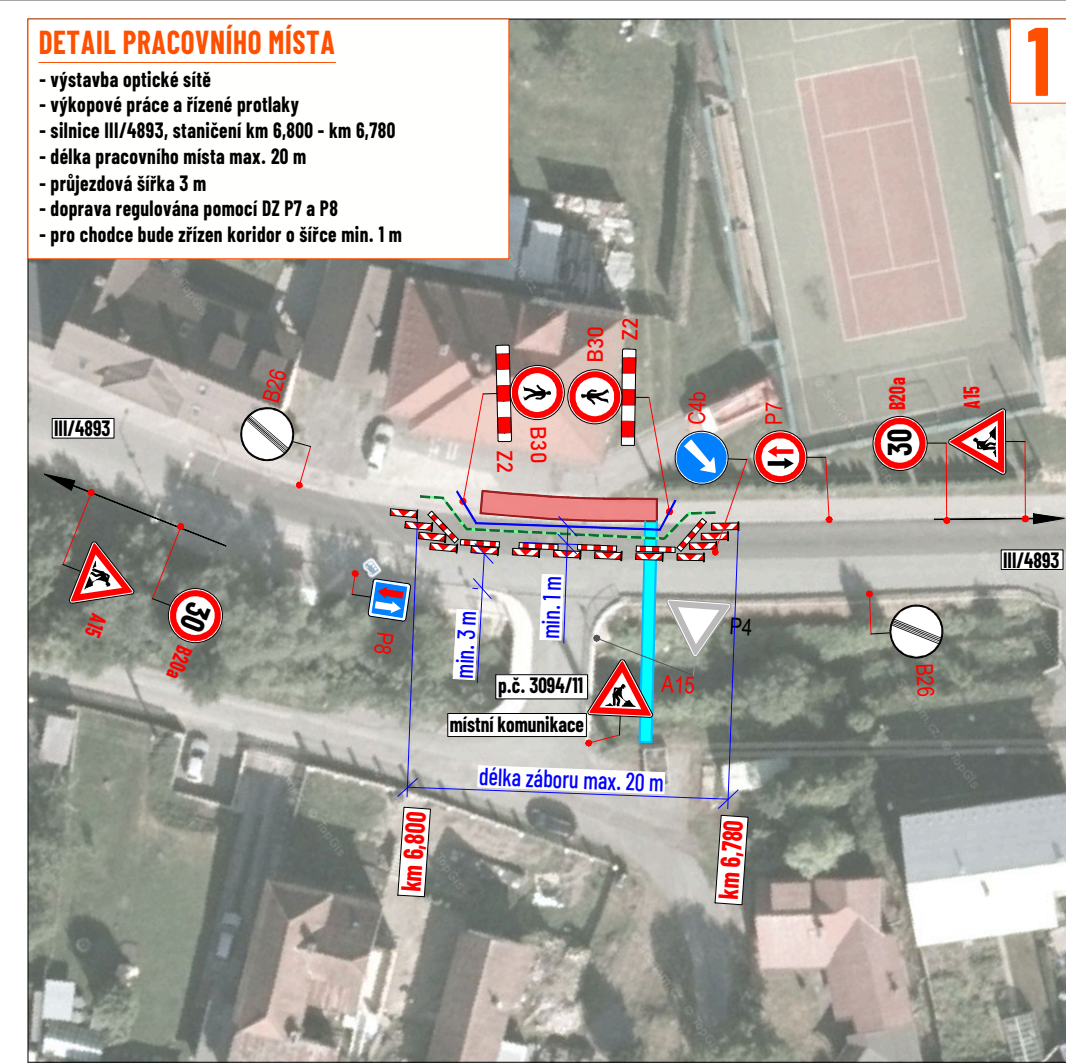 DETAIL PRACOVNÍHO MÍSTA
1
- výstavba optické sítě
- výkopové práce a řízené protlaky
- silnice III/4893, staničení km 6,800 - km 6,780
- délka pracovního místa max. 20 m
- průjezdová šířka 3 m
- doprava regulována pomocí DZ P7 a P8
- pro chodce bude zřízen koridor o šířce min. 1 m
III/4893
B26
Z2
B30
B30
Z2
C4b
P7
B20a
30
A15
III/4893
A15
30
B20a
P8
min. 3 m
min. 1 m
P4
A15
B26
p.č. 3094/11
místní komunikace
délka záboru max. 20 m
km 6,800
km 6,780